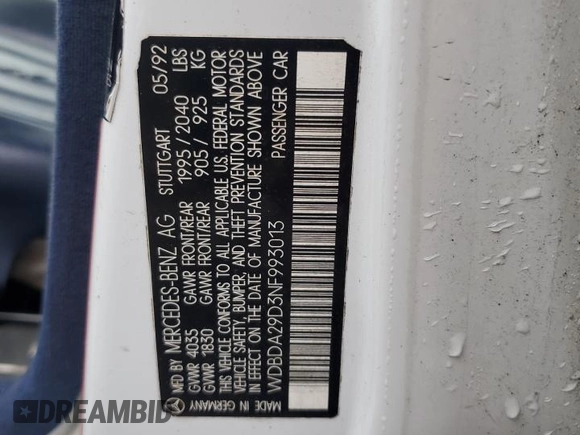 MFD BY MERCEDES-BENZ AG STUTTGART 05/92
GVWR 4035 GAWR FRONT/REAR 1995/2040 LBS
GVWR 1830 GAWR FRONT/REAR 905/ 925 KG
THIS VEHICLE CONFORMS TO ALL APPLICABLE U.S. FEDERAL MOTOR
VEHICLE SAFETY, BUMPER, AND THEFT PREVENTION STANDARDS
IN EFFECT ON THE DATE OF MANUFACTURE SHOWN ABOVE
WDBDA29D3NF993013 PASSENGER CAR
MADE IN GERMANY
DREAMBID